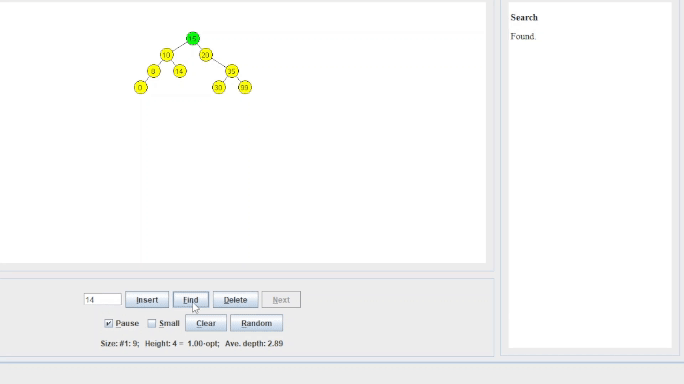 Search
Found.
15
10
20
8
14
35
0
30
99
14
Insert
Find
Delete
Next
Pause
Small
Clear
Random
Size: #1: 9; Height: 4 = 1.00·opt; Ave. depth: 2.89